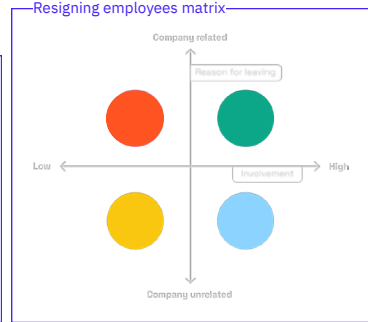 Resigning employees matrix
Company related
Reason for leaving
Low
High
Involvement
Company unrelated